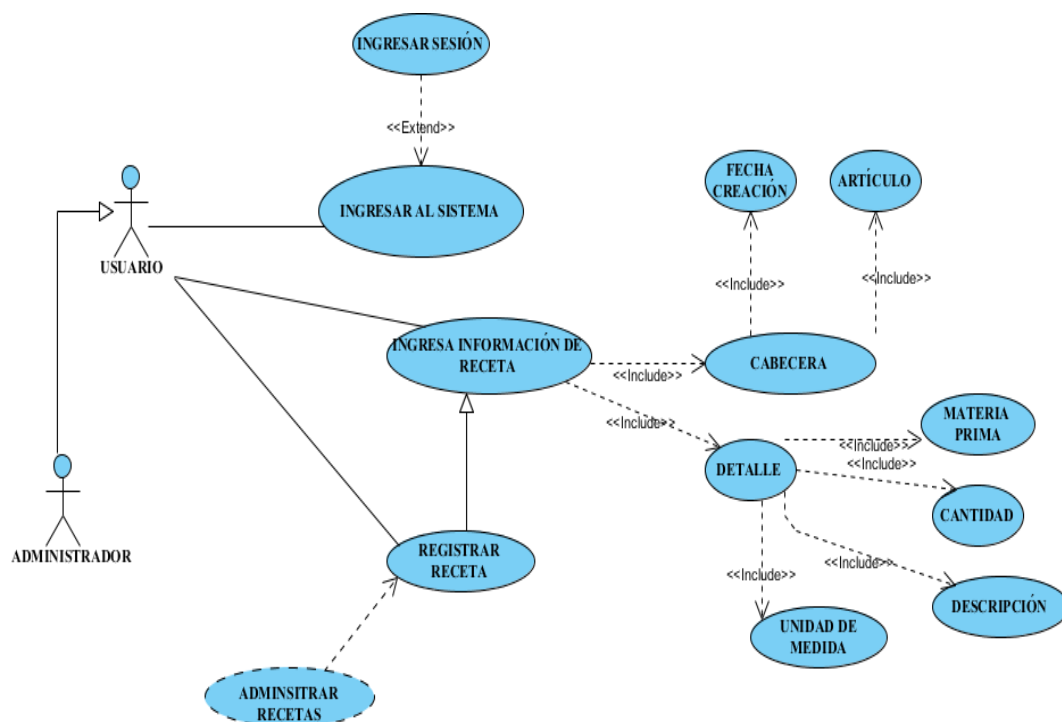 INGRESAR SESIÓN
<<Extend>>
INGRESAR AL SISTEMA
USUARIO
FECHA
CREACIÓN
ARTÍCULO
<<Include>>
<<Include>>
INGRESA INFORMACIÓN DE
RECETA
<<Include>>
CABECERA
<<Include>>
DETALLE
<<Include>>
MATERIA
PRIMA
<<Include>>
CANTIDAD
<<Include>>
DESCRIPCIÓN
<<Include>>
UNIDAD DE
MEDIDA
ADMINISTRADOR
REGISTRAR
RECETA
ADMINSITRAR
RECETAS